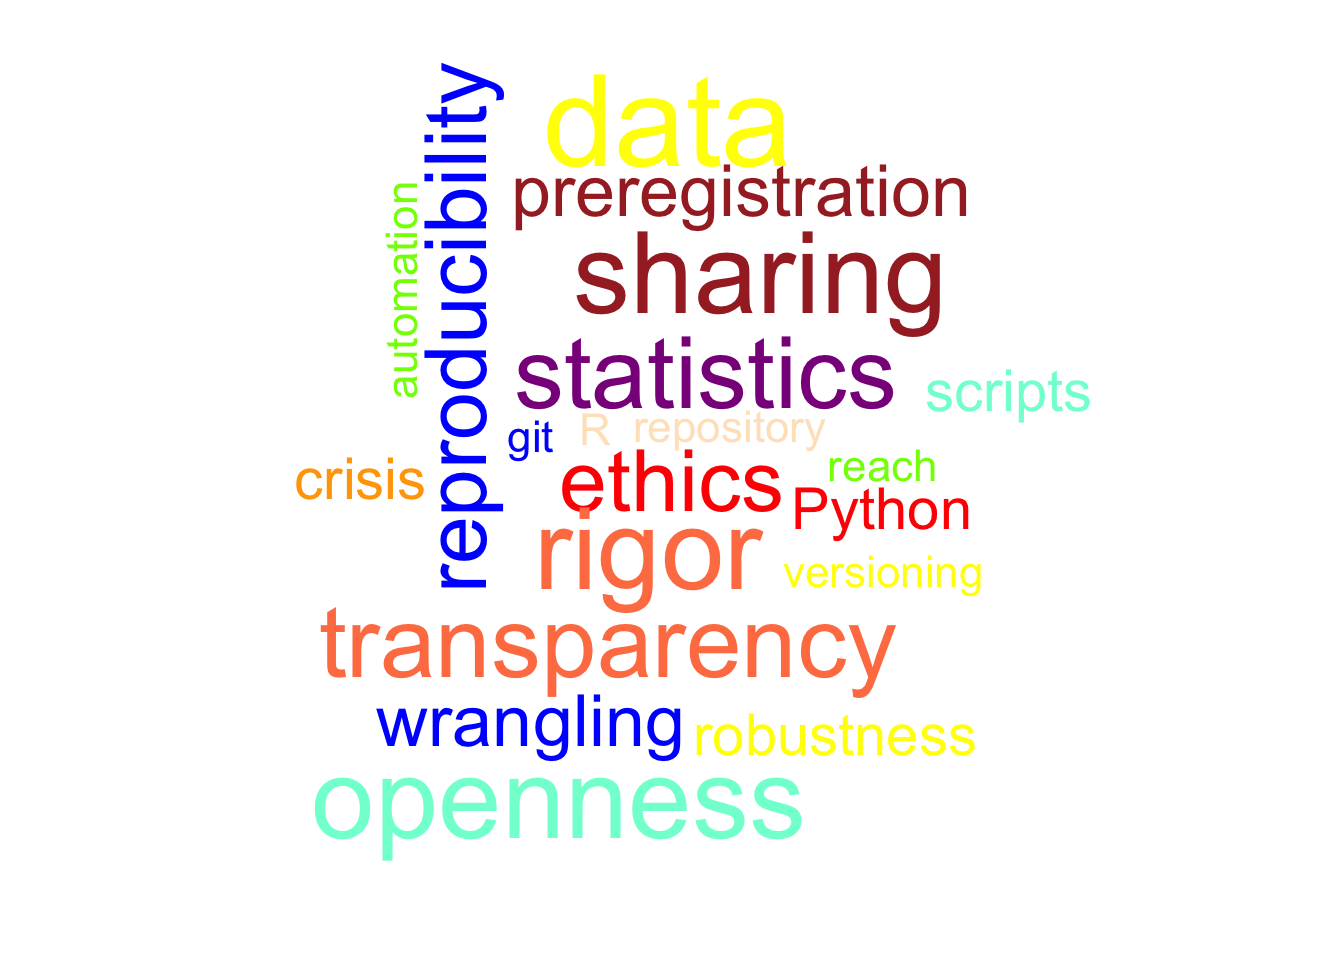 data
preregistration
reproducibility
automation
sharing
statistics
scripts
git R repository
crisis
ethics
reach
Python
rigor
versioning
transparency
wrangling
robustness
openness